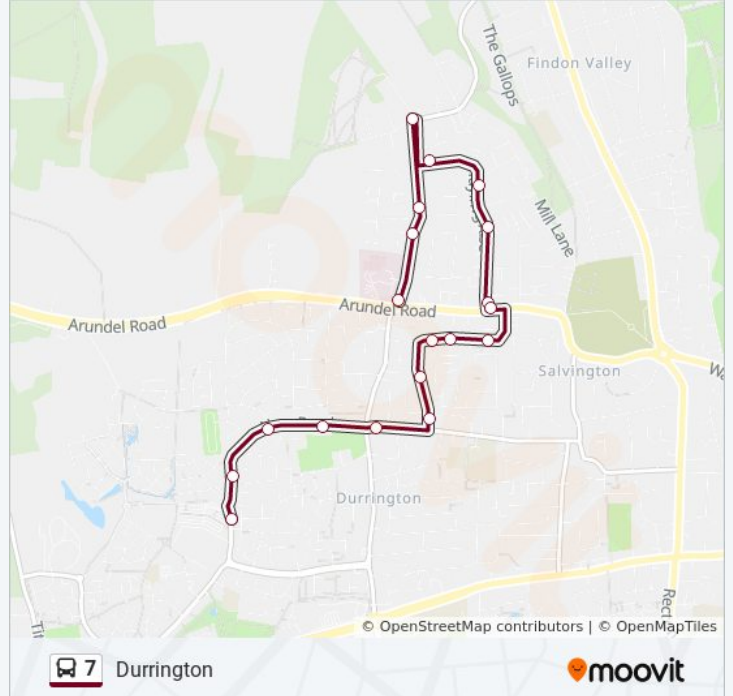 The Gallops
Findon Valley
Mill Lane
Arundel Road
Arundel Road
Salvington
Durrington
© OpenStreetMap contributors | © OpenMapTiles
7 Durrington
moovit